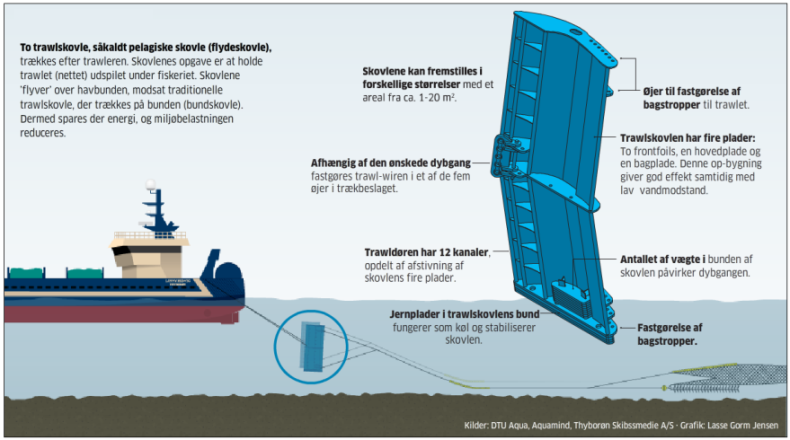 To trawlskovle, såkaldt pelagiske skovle (flydeskovle),
trækkes efter trawleren. Skovlenes opgave er at holde
trawlet (nettet) udspilet under fiskeriet. Skovlene
'flyver' over havbunden, modsat traditionelle
trawlskovle, der trækkes på bunden (bundskovle).
Dermed spares der energi, og miljøbelastningen
reduceres.
Skovlene kan fremstilles i
forskellige størrelser med et
areal fra ca. 1-20 m².
Øjer til fastgørelse af
bagstropper til trawlet.
Trawlskovlen har fire plader:
To frontfoils, en hovedplade og
en bagplade. Denne op-bygning
giver god effekt samtidig med
lav vandmodstand.
Afhængig af den ønskede dybgang
fastgøres trawl-wiren i et af de fem
øjer i trækbeslaget.
Trawldøren har 12 kanaler,
opdelt af afstivning af
skovlens fire plader.
Antallet af vægte i bunden af
skovlen påvirker dybgangen.
Jernplader i trawlskovlens bund
fungerer som køl og stabiliserer
skovlen.
Fastgørelse af
bagstropper.
Kilder: DTU Aqua, Aquamind, Thyborøn Skibssmedie A/S · Grafik: Lasse Gorm Jensen